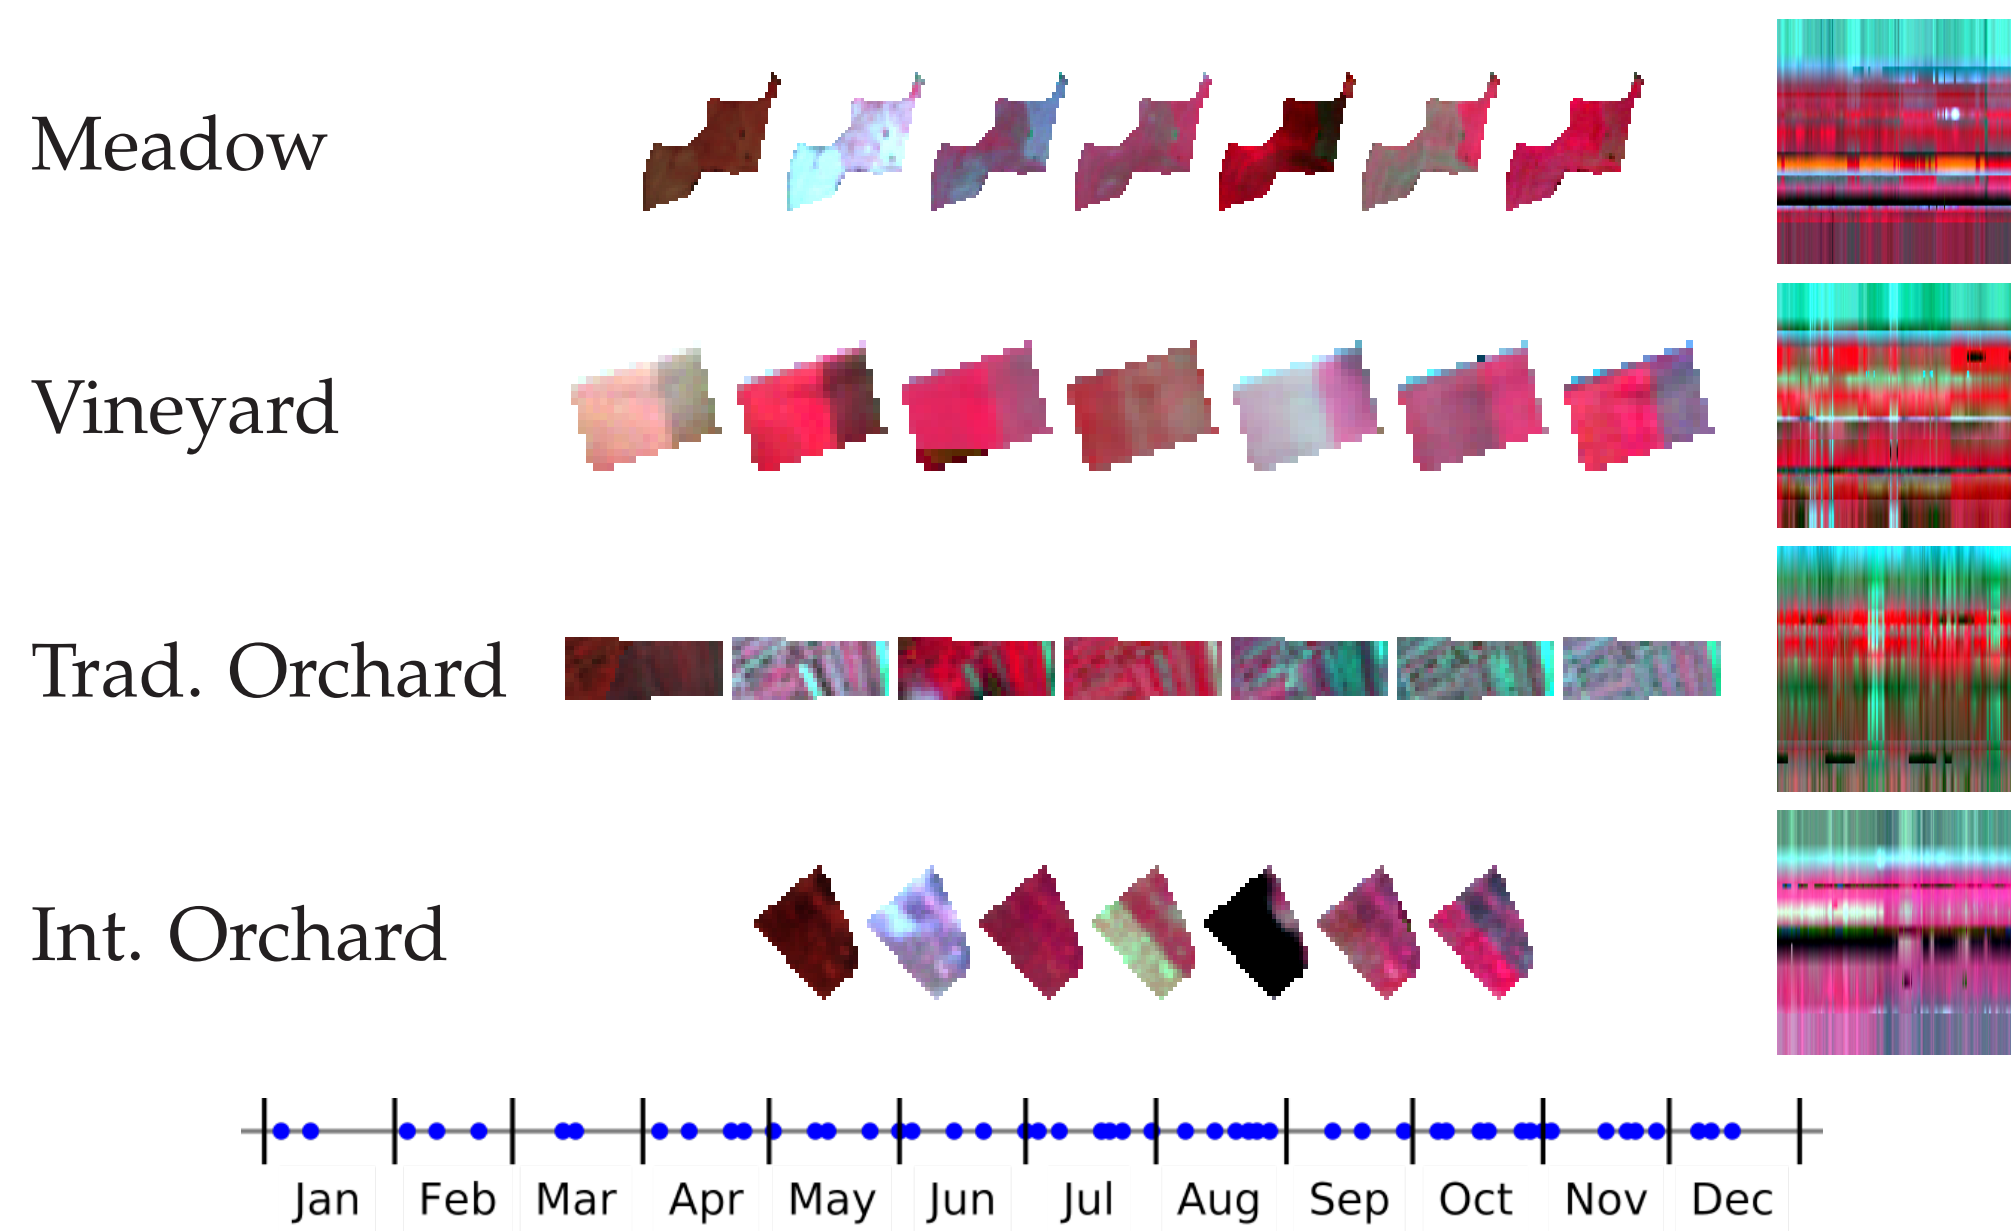 Meadow
Vineyard
Trad. Orchard
Int. Orchard
Jan Feb Mar Apr May Jun Jul Aug Sep Oct Nov Dec